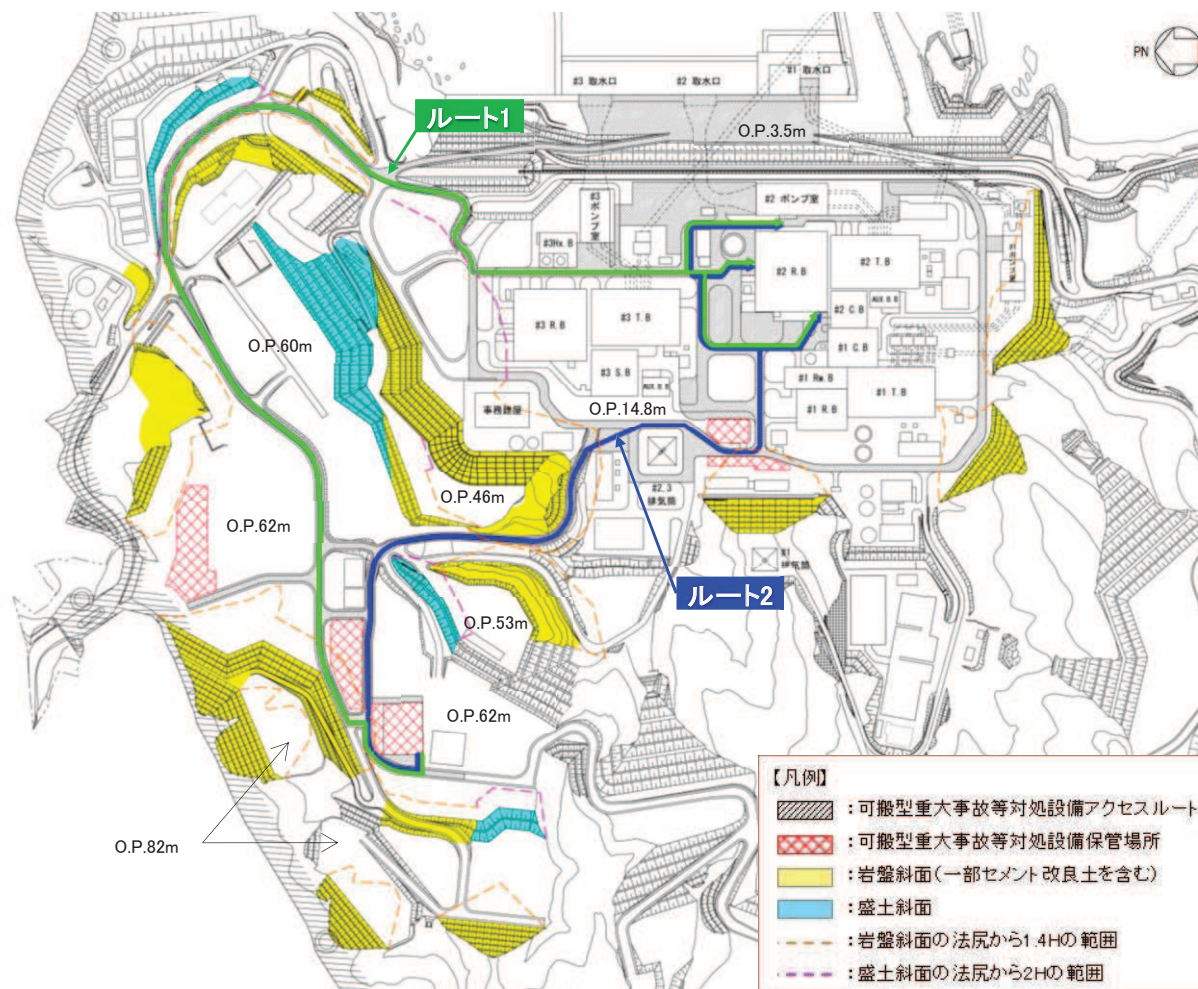 PN
#3 取水口
#2 取水口
#1 取水口
ルート1
O.P.3.5m
#3 ポンプ室
#2 ポンプ室
#3Hx.B
#2 R.B
#2 T.B
#3 R.B
#3 T.B
AUX.B.B
#2 C.B
#1 C.B
O.P.60m
#3 S.B
AUX.B.B
#1 Rw.B
#1 R.B
#1 T.B
事務建屋
O.P.14.8m
O.P.46m
#2,3
排気筒
O.P.62m
#1
排気筒
ルート2
O.P.53m
O.P.62m
O.P.82m
【凡例】
:可搬型重大事故等対処設備アクセスルート
:可搬型重大事故等対処設備保管場所
:岩盤斜面(一部セメント改良土を含む)
:盛土斜面
:岩盤斜面の法尻から1.4Hの範囲
:盛土斜面の法尻から2Hの範囲